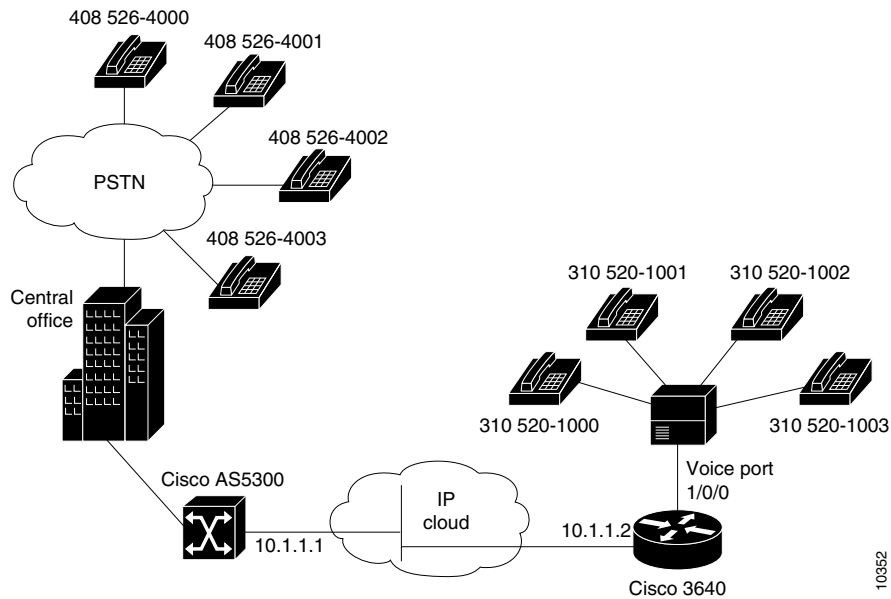 408 526-4000
408 526-4001
408 526-4002
PSTN
408 526-4003
Central
office
310 520-1001
310 520-1002
310 520-1000
310 520-1003
Cisco AS5300
IP
cloud
Voice port
1/0/0
10.1.1.1
10.1.1.2
Cisco 3640
10352